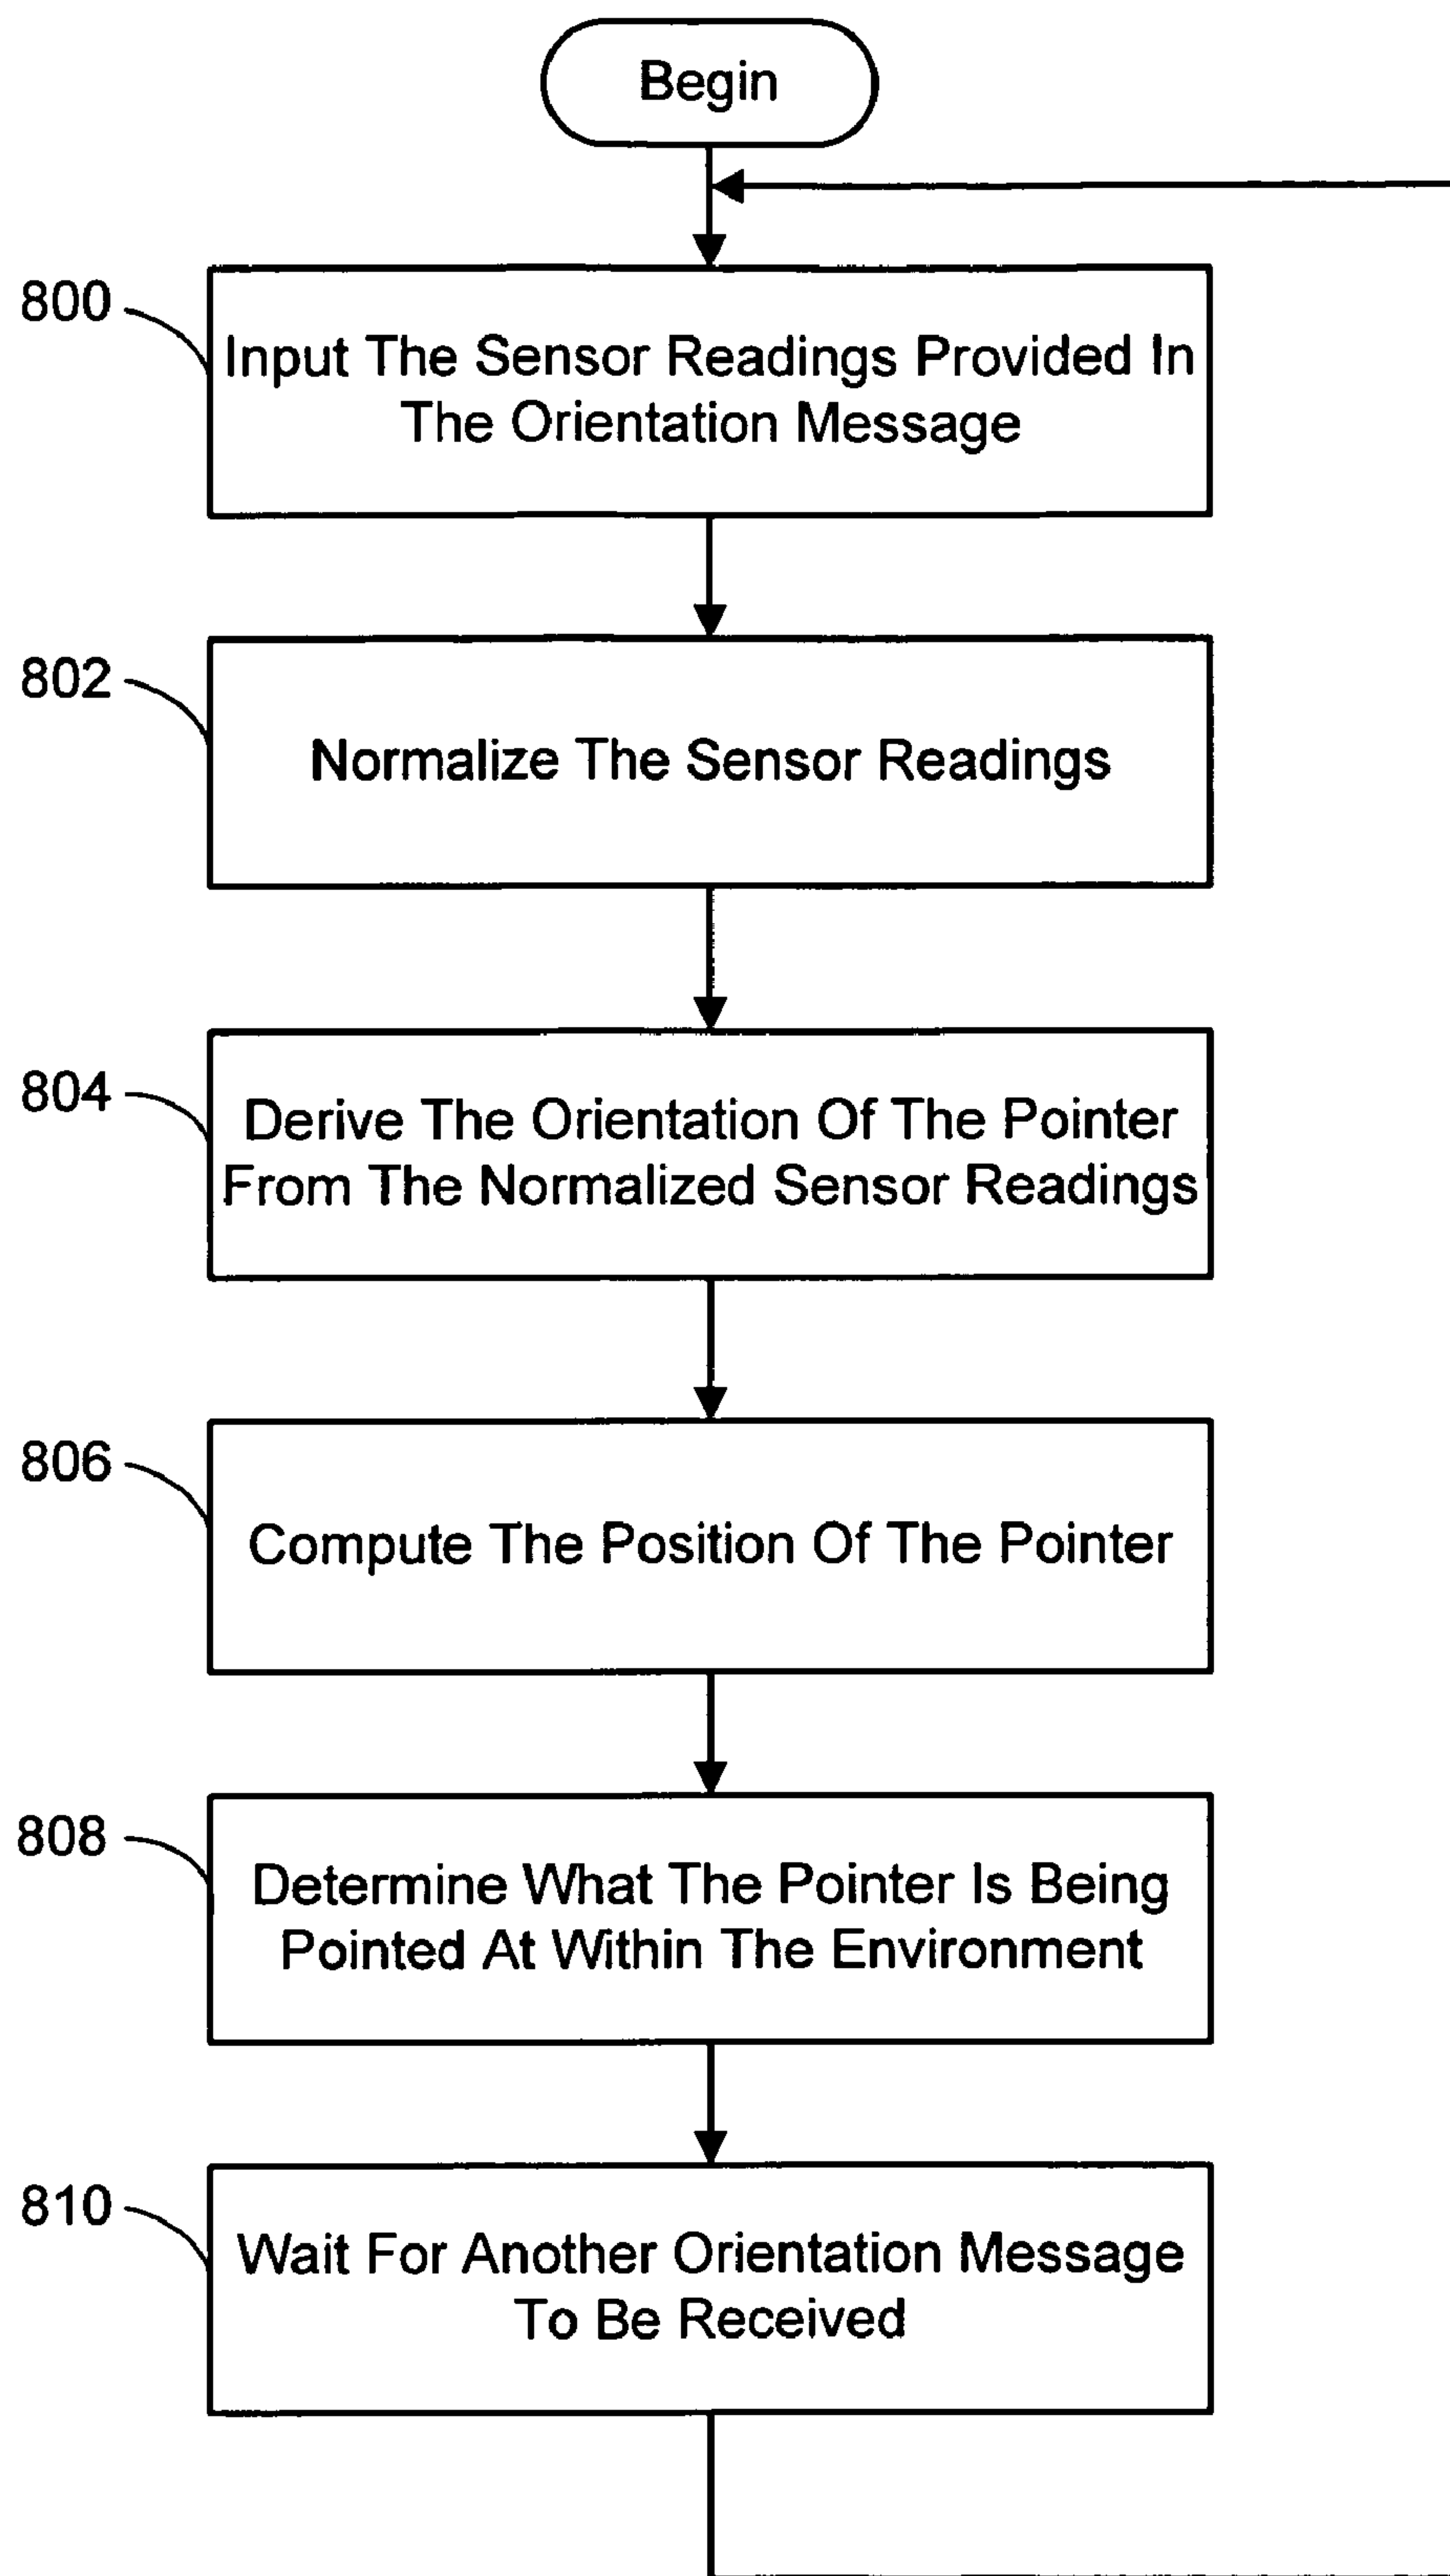 Begin
800
Input The Sensor Readings Provided In
The Orientation Message
802
Normalize The Sensor Readings
804
Derive The Orientation Of The Pointer
From The Normalized Sensor Readings
806
Compute The Position Of The Pointer
808
Determine What The Pointer Is Being
Pointed At Within The Environment
810
Wait For Another Orientation Message
To Be Received